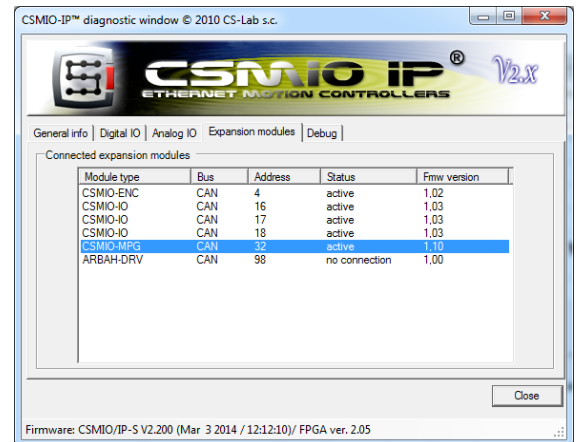 CSMIO-IP™ diagnostic window © 2010 CS-Lab s.c.
CSMIO IP® V2.x
ETHERNET MOTION CONTROLLERS
General info Digital IO Analog IO Expansion modules Debug
Connected expansion modules
Module type Bus Address Status Fmw version
CSMIO-ENC CAN 4 active 1,02
CSMIO-IO CAN 16 active 1,03
CSMIO-IO CAN 17 active 1,03
CSMIO-IO CAN 18 active 1,03
CSMIO-MPG CAN 32 active 1,10
ARBAH-DRV CAN 98 no connection 1,00
Close
Firmware: CSMIO/IP-S V2.200 (Mar 3 2014 / 12:12:10)/ FPGA ver. 2.05